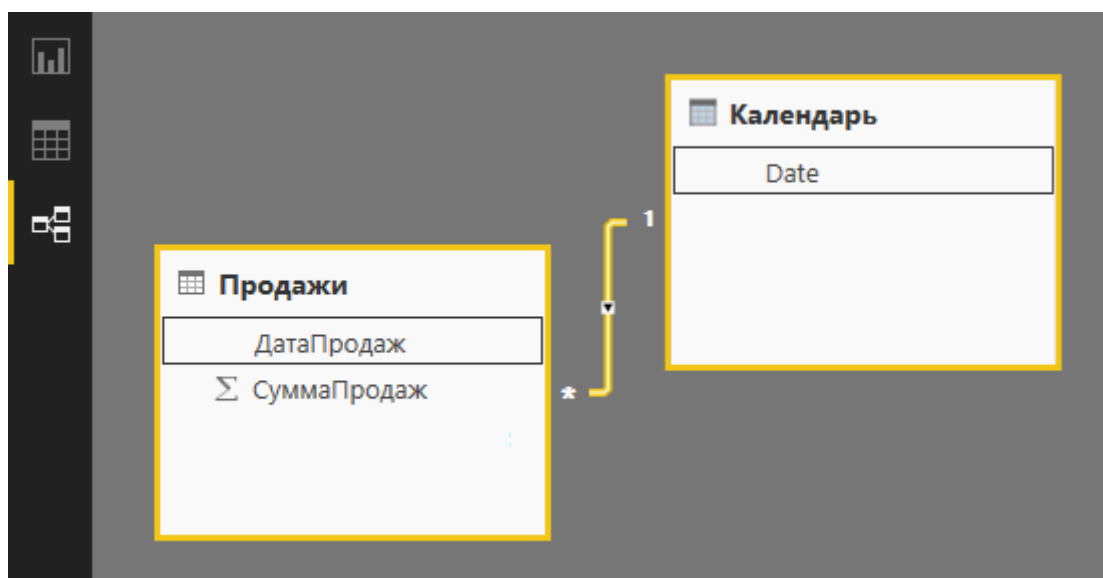 Календарь
Date
1
Продажи
ДатаПродаж
Σ СуммаПродаж
*